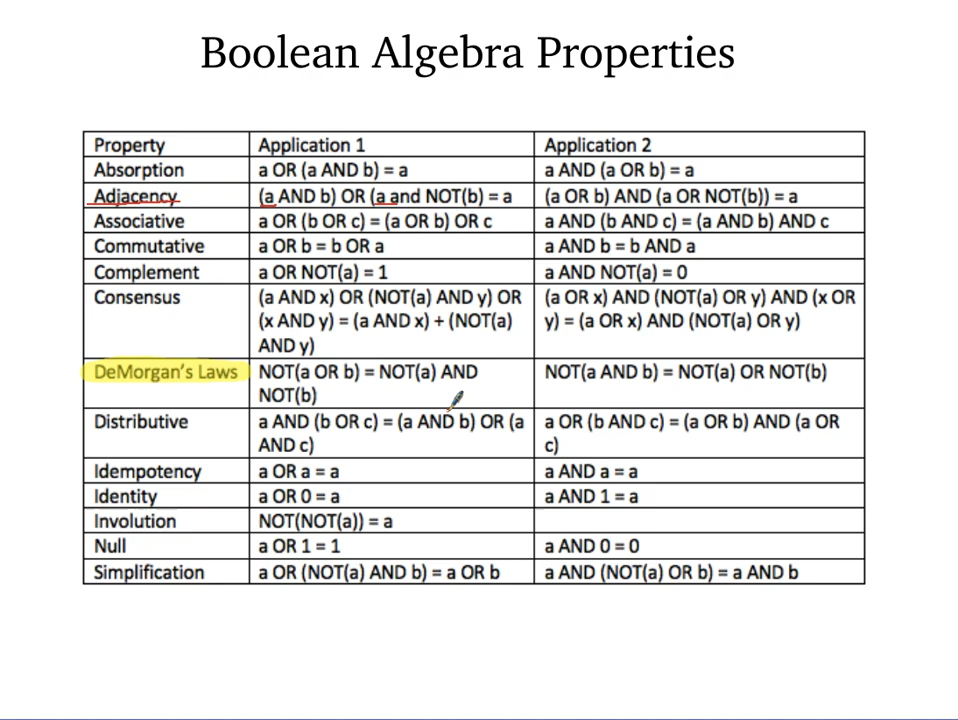 Boolean Algebra Properties
Property Application 1 Application 2
Absorption a OR (a AND b) = a a AND (a OR b) = a
Adjacency (a AND b) OR (a and NOT(b) = a (a OR b) AND (a OR NOT(b)) = a
Associative a OR (b OR c) = (a OR b) OR c a AND (b AND c) = (a AND b) AND c
Commutative a OR b = b OR a a AND b = b AND a
Complement a OR NOT(a) = 1 a AND NOT(a) = 0
Consensus (a AND x) OR (NOT(a) AND y) OR (a OR x) AND (NOT(a) OR y) AND (x OR
(x AND y) = (a AND x) + (NOT(a) y) = (a OR x) AND (NOT(a) OR y)
AND y)
DeMorgan's Laws NOT(a OR b) = NOT(a) AND NOT(a AND b) = NOT(a) OR NOT(b)
NOT(b)
Distributive a AND (b OR c) = (a AND b) OR (a a OR (b AND c) = (a OR b) AND (a OR
AND c) c)
Idempotency a OR a = a a AND a = a
Identity a OR 0 = a a AND 1 = a
Involution NOT(NOT(a)) = a
Null a OR 1 = 1 a AND 0 = 0
Simplification a OR (NOT(a) AND b) = a OR b a AND (NOT(a) OR b) = a AND b